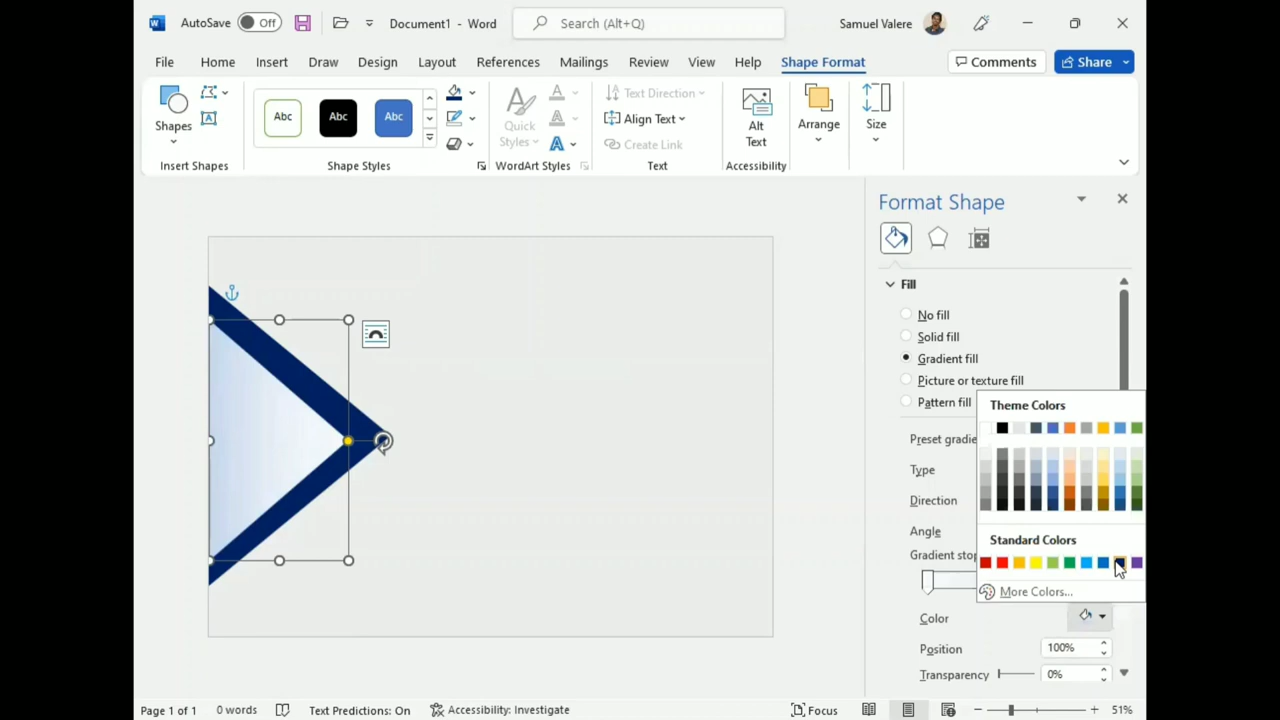 AutoSave Off Document1 - Word Search (Alt+Q) Samuel Valere
File Home Insert Draw Design Layout References Mailings Review View Help Shape Format Comments Share
Shapes
Abc Abc Abc
Quick
Styles
Text Direction
Align Text
Create Link
Alt
Text
Arrange
Size
Insert Shapes Shape Styles WordArt Styles Text Accessibility
Format Shape
Fill
No fill
Solid fill
Gradient fill
Picture or texture fill
Pattern fill
Theme Colors
Preset gradie
Type
Direction
Angle
Standard Colors
Gradient stop
More Colors...
Color
Position 100%
Transparency 0%
Page 1 of 1 0 words Text Predictions: On Accessibility: Investigate Focus 51%